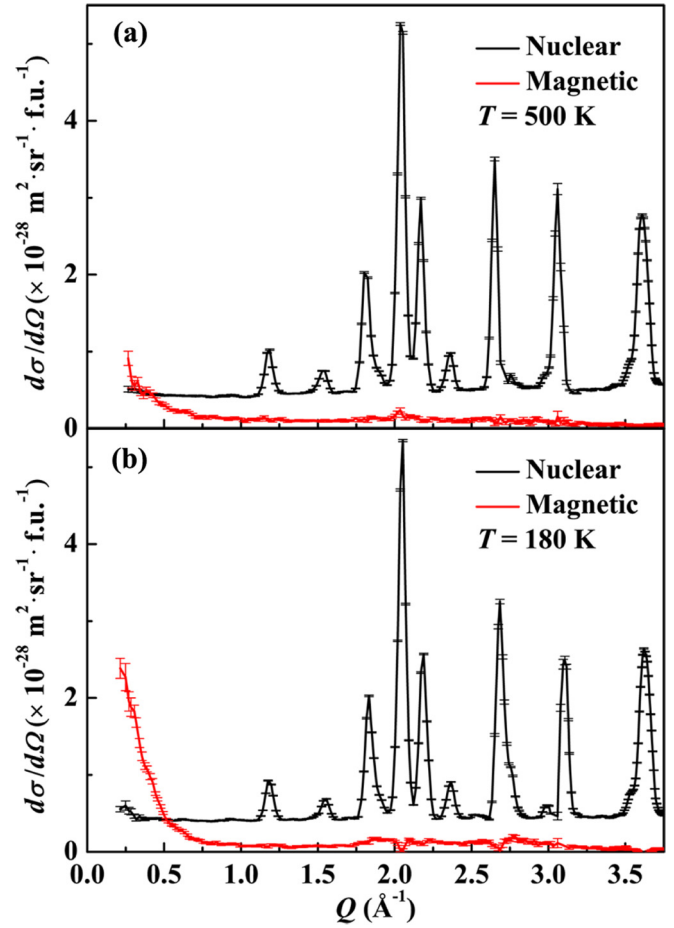 (a)
Nuclear
Magnetic
T = 500 K
dσ/dΩ (× 10⁻²⁸ m²·sr⁻¹· f.u.⁻¹)
4
2
0
(b)
Nuclear
Magnetic
T = 180 K
dσ/dΩ (× 10⁻²⁸ m²·sr⁻¹· f.u.⁻¹)
4
2
0
0.0 0.5 1.0 1.5 2.0 2.5 3.0 3.5
Q (Å⁻¹)